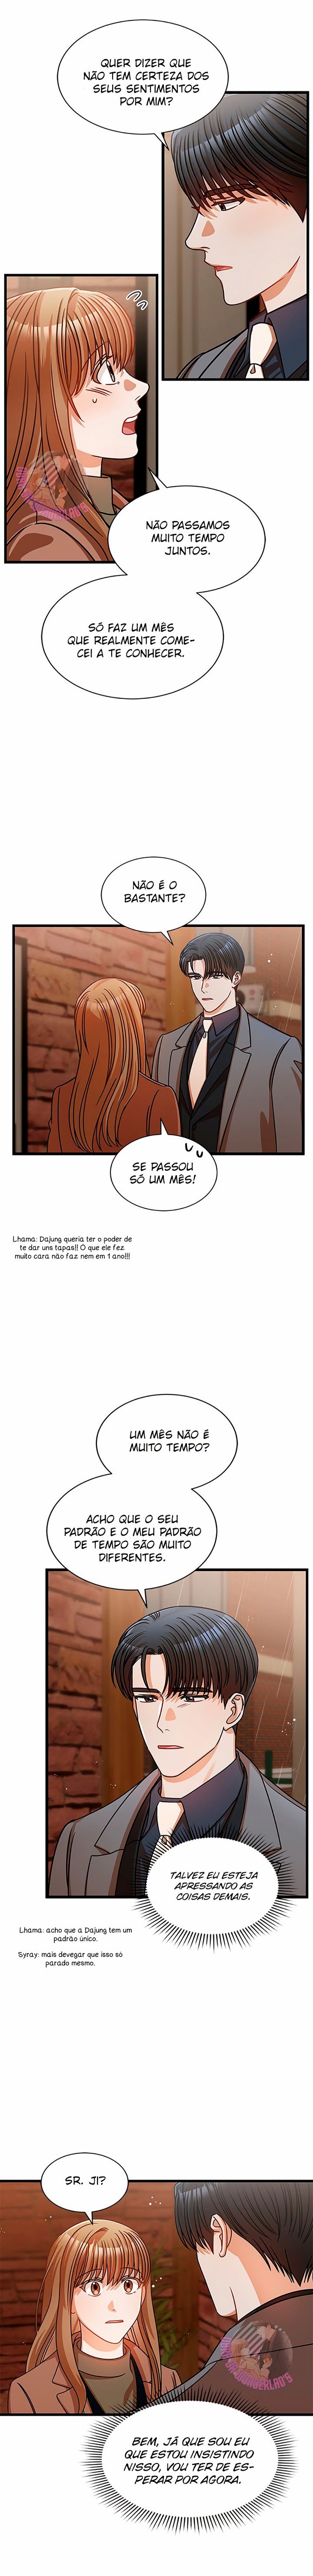 QUER DIZER QUE
NÃO TEM CERTEZA DOS
SEUS SENTIMENTOS
POR MIM?
NÃO PASSAMOS
MUITO TEMPO
JUNTOS.
SÓ FAZ UM MÊS
QUE REALMENTE COME-
CEI A TE CONHECER.
NÃO É O
BASTANTE?
SE PASSOU
SÓ UM MÊS!
Lhama: Dajung queria ter o poder de
te dar uns tapas!! O que ele fez
muito cara não faz nem em 1 ano!!!
UM MÊS NÃO É
MUITO TEMPO?
ACHO QUE O SEU
PADRÃO E O MEU PADRÃO
DE TEMPO SÃO MUITO
DIFERENTES.
TALVEZ EU ESTEJA
APRESSANDO AS
COISAS DEMAIS.
Lhama: acho que a Dajung tem um
padrão único.
Syray: mais devegar que isso só
parado mesmo.
SR. JI?
BEM, JÁ QUE SOU EU
QUE ESTOU INSISTINDO
NISSO, VOU TER DE ES-
PERAR POR AGORA.